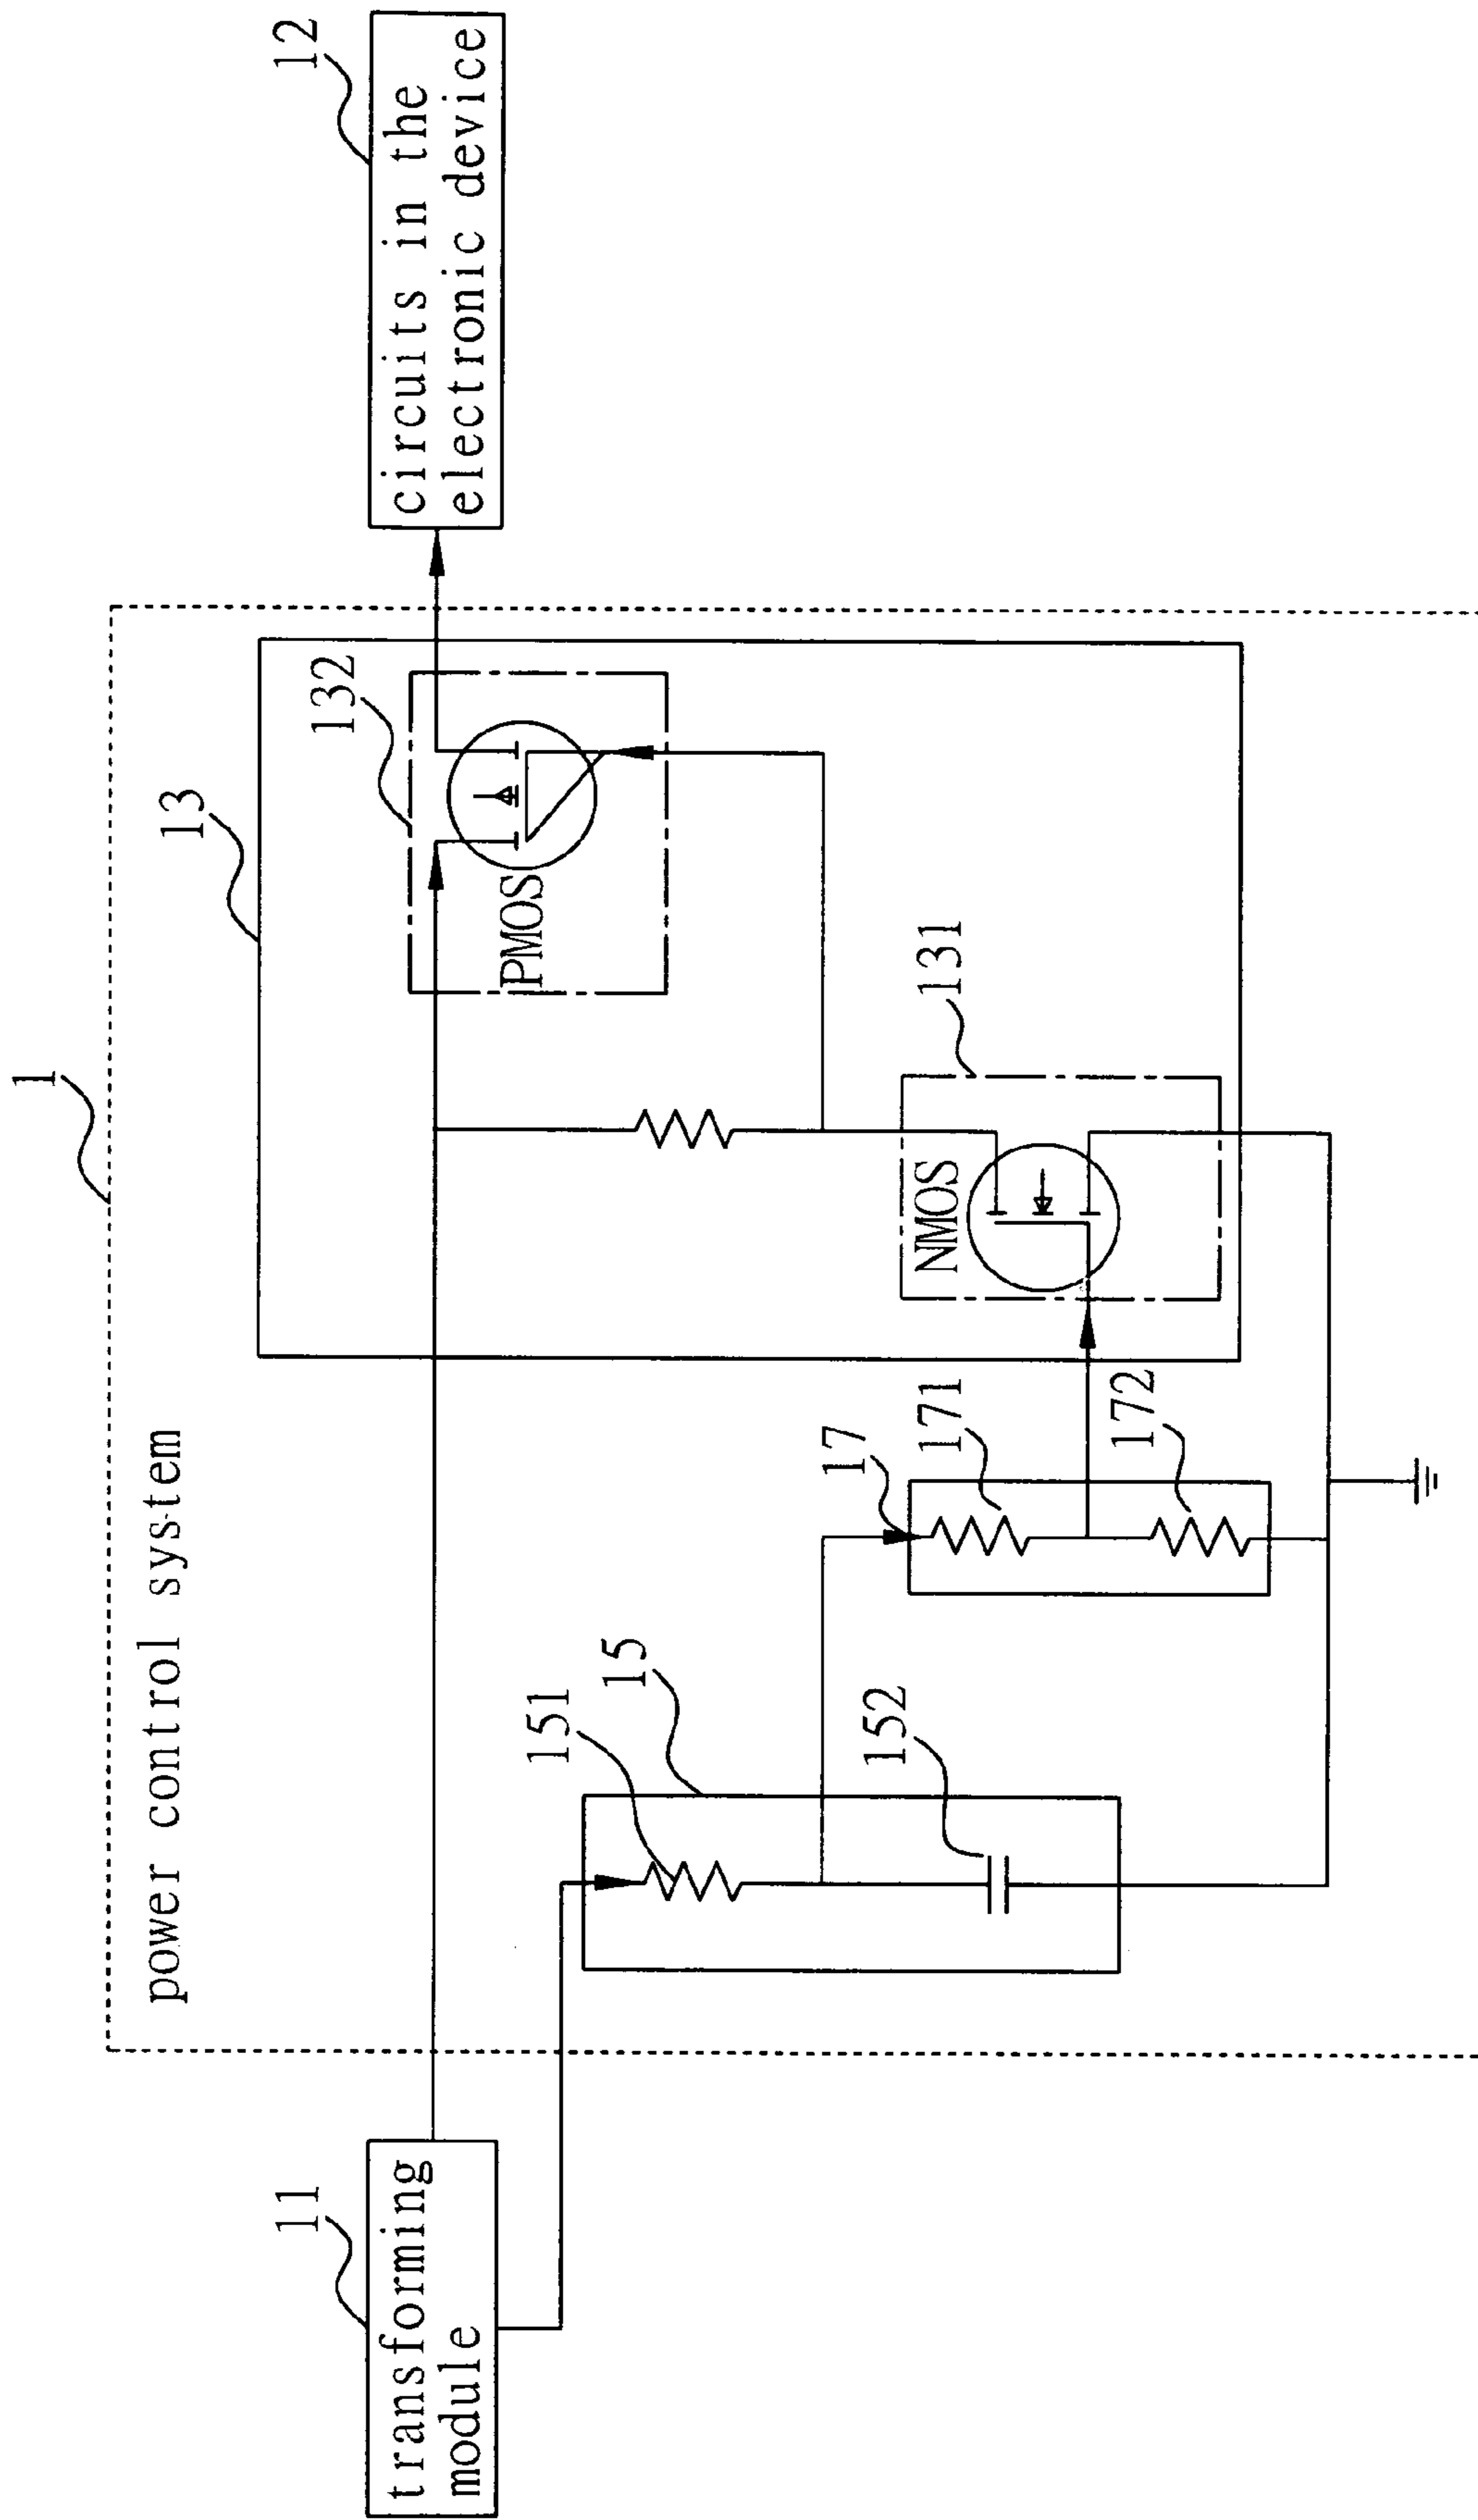 1
power control system
13
11
transforming
module
12
circuits in the
electronic device
132
PMOS
151
15
152
17
171
172
NMOS
131